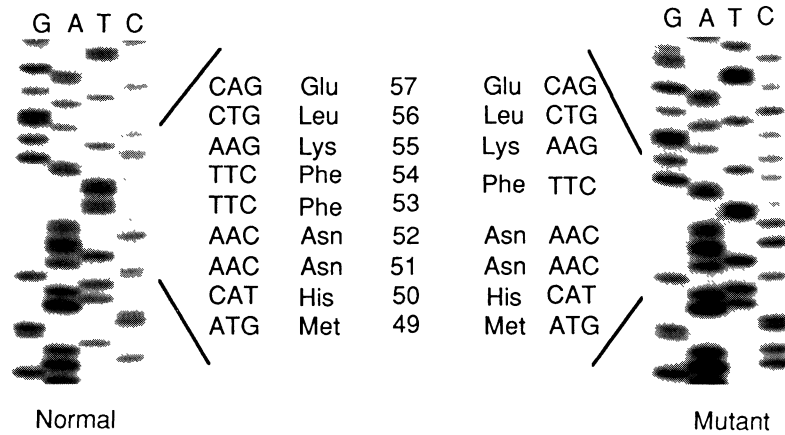 G A T C
G A T C
CAG Glu 57 Glu CAG
CTG Leu 56 Leu CTG
AAG Lys 55 Lys AAG
TTC Phe 54
Phe TTC
TTC Phe 53
AAC Asn 52 Asn AAC
AAC Asn 51 Asn AAC
CAT His 50 His CAT
ATG Met 49 Met ATG
Normal
Mutant